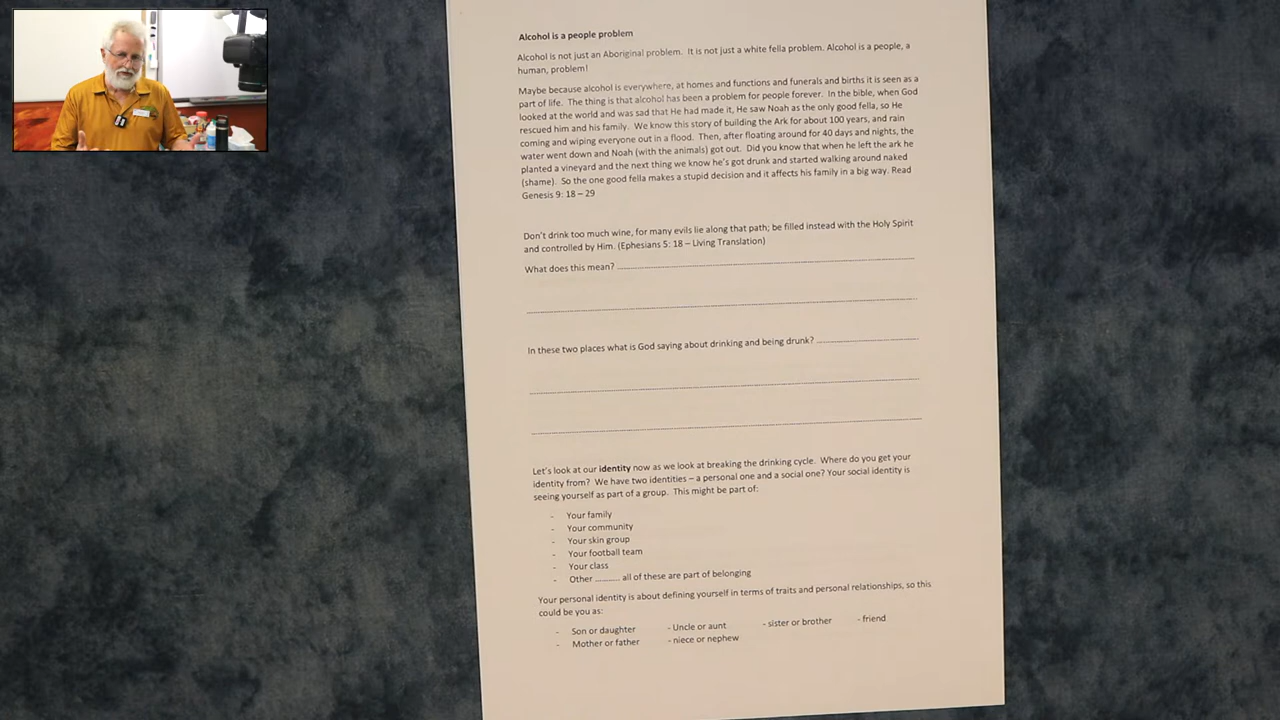 Alcohol is a people problem
Alcohol is not just an Aboriginal problem. It is not just a white fella problem. Alcohol is a people, a
human, problem!
Maybe because alcohol is everywhere, at homes and functions and funerals and births it is seen as a
part of life. The thing is that alcohol has been a problem for people forever. In the bible, when God
looked at the world and was sad that He had made it, He saw Noah as the only good fella, so He
rescued him and his family. We know this story of building the Ark for about 100 years, and rain
coming and wiping everyone out in a flood. Then, after floating around for 40 days and nights, the
water went down and Noah (with the animals) got out. Did you know that when he left the ark he
planted a vineyard and the next thing we know he's got drunk and started walking around naked
(shame). So the one good fella makes a stupid decision and it affects his family in a big way. Read
Genesis 9: 18 – 29
Don't drink too much wine, for many evils lie along that path; be filled instead with the Holy Spirit
and controlled by Him. (Ephesians 5: 18 – Living Translation)
What does this mean?
In these two places what is God saying about drinking and being drunk?
Let's look at our identity now as we look at breaking the drinking cycle. Where do you get your
identity from? We have two identities – a personal one and a social one? Your social identity is
seeing yourself as part of a group. This might be part of:
- Your family
- Your community
- Your skin group
- Your football team
- Your class
- Other .......... all of these are part of belonging
Your personal identity is about defining yourself in terms of traits and personal relationships, so this
could be you as:
- Son or daughter - Uncle or aunt - sister or brother - friend
- Mother or father - niece or nephew